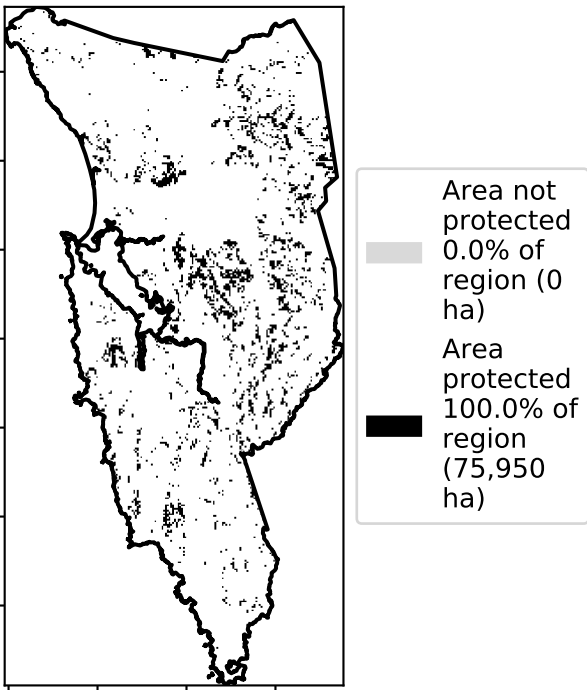 Area not
protected
0.0% of
region (0
ha)
Area
protected
100.0% of
region
(75,950
ha)